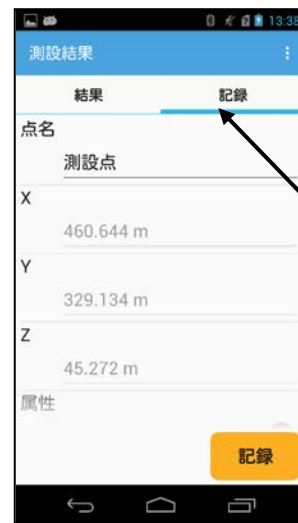 13:38
測設結果
結果 記録
点名
測設点
X
460.644 m
Y
329.134 m
Z
45.272 m
属性
記録